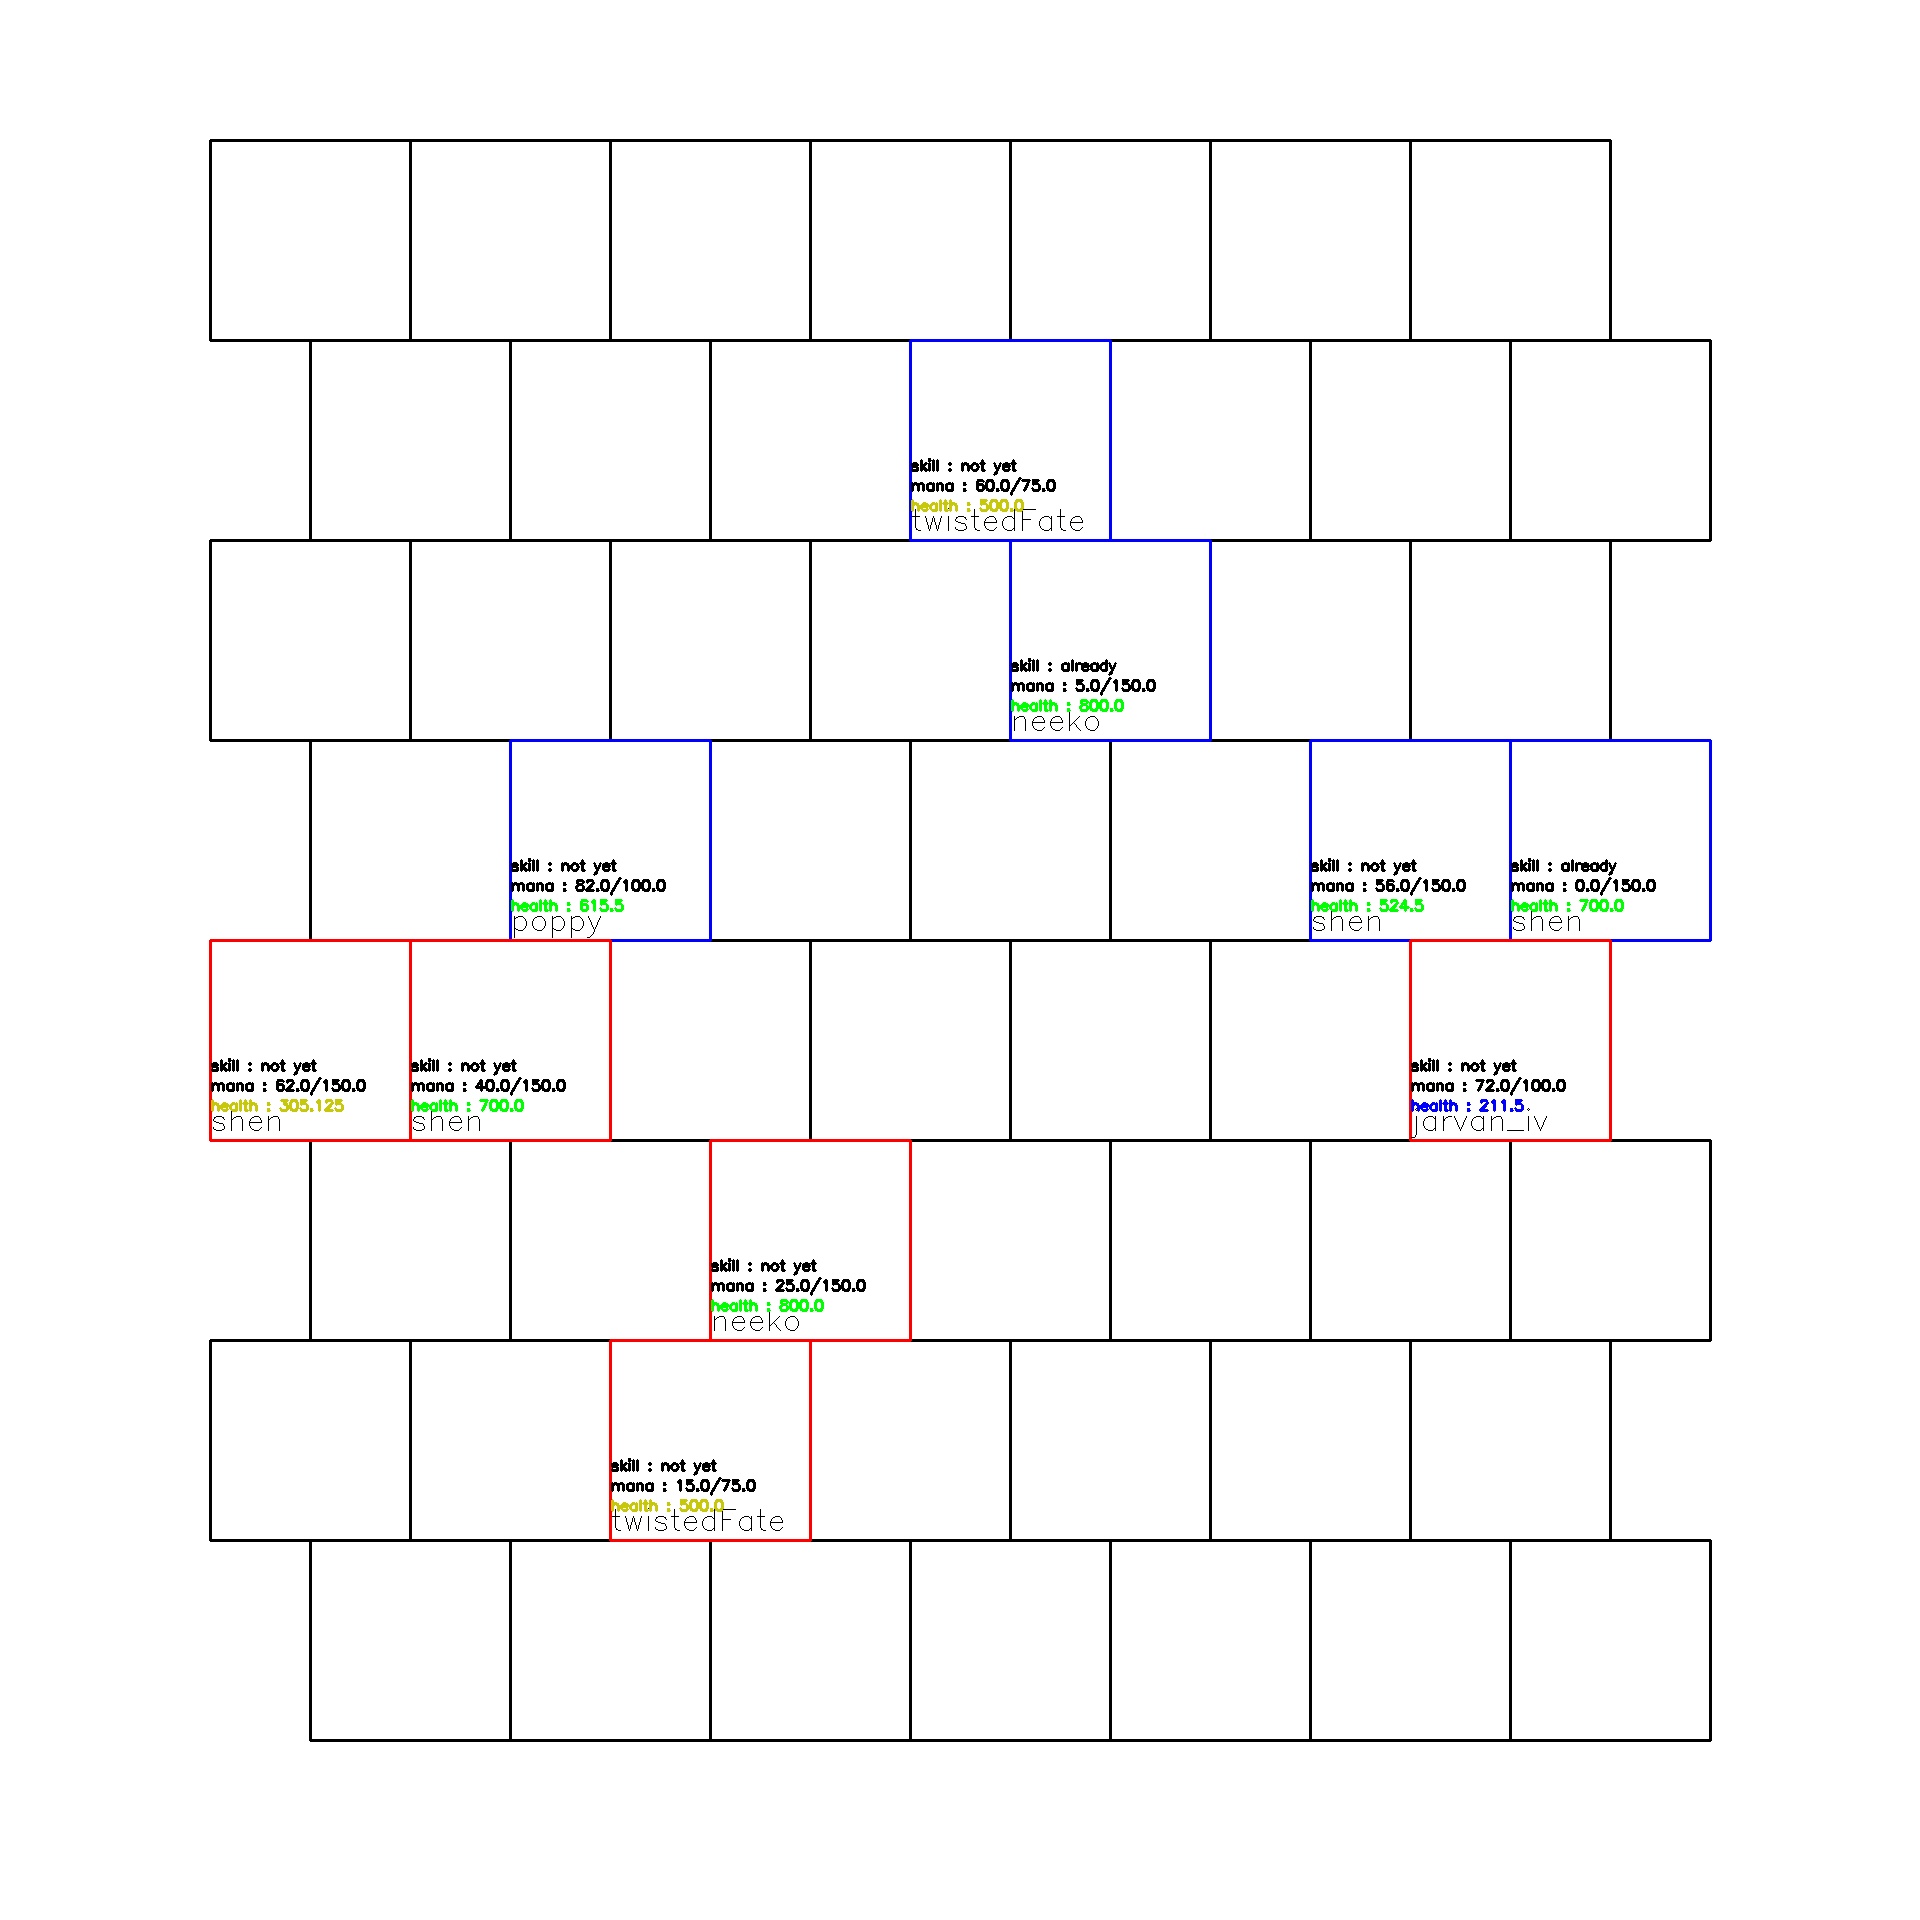 skill : not yet
mana : 60.0/75.0
health : 500.0
twistedFate
skill : already
mana : 5.0/150.0
health : 800.0
neeko
skill : not yet
mana : 82.0/100.0
health : 615.5
poppy
skill : not yet
mana : 56.0/150.0
health : 524.5
shen
skill : already
mana : 0.0/150.0
health : 700.0
shen
skill : not yet
mana : 62.0/150.0
health : 305.125
shen
skill : not yet
mana : 40.0/150.0
health : 700.0
shen
skill : not yet
mana : 72.0/100.0
health : 211.5
jarvan_iv
skill : not yet
mana : 25.0/150.0
health : 800.0
neeko
skill : not yet
mana : 15.0/75.0
health : 500.0
twistedFate